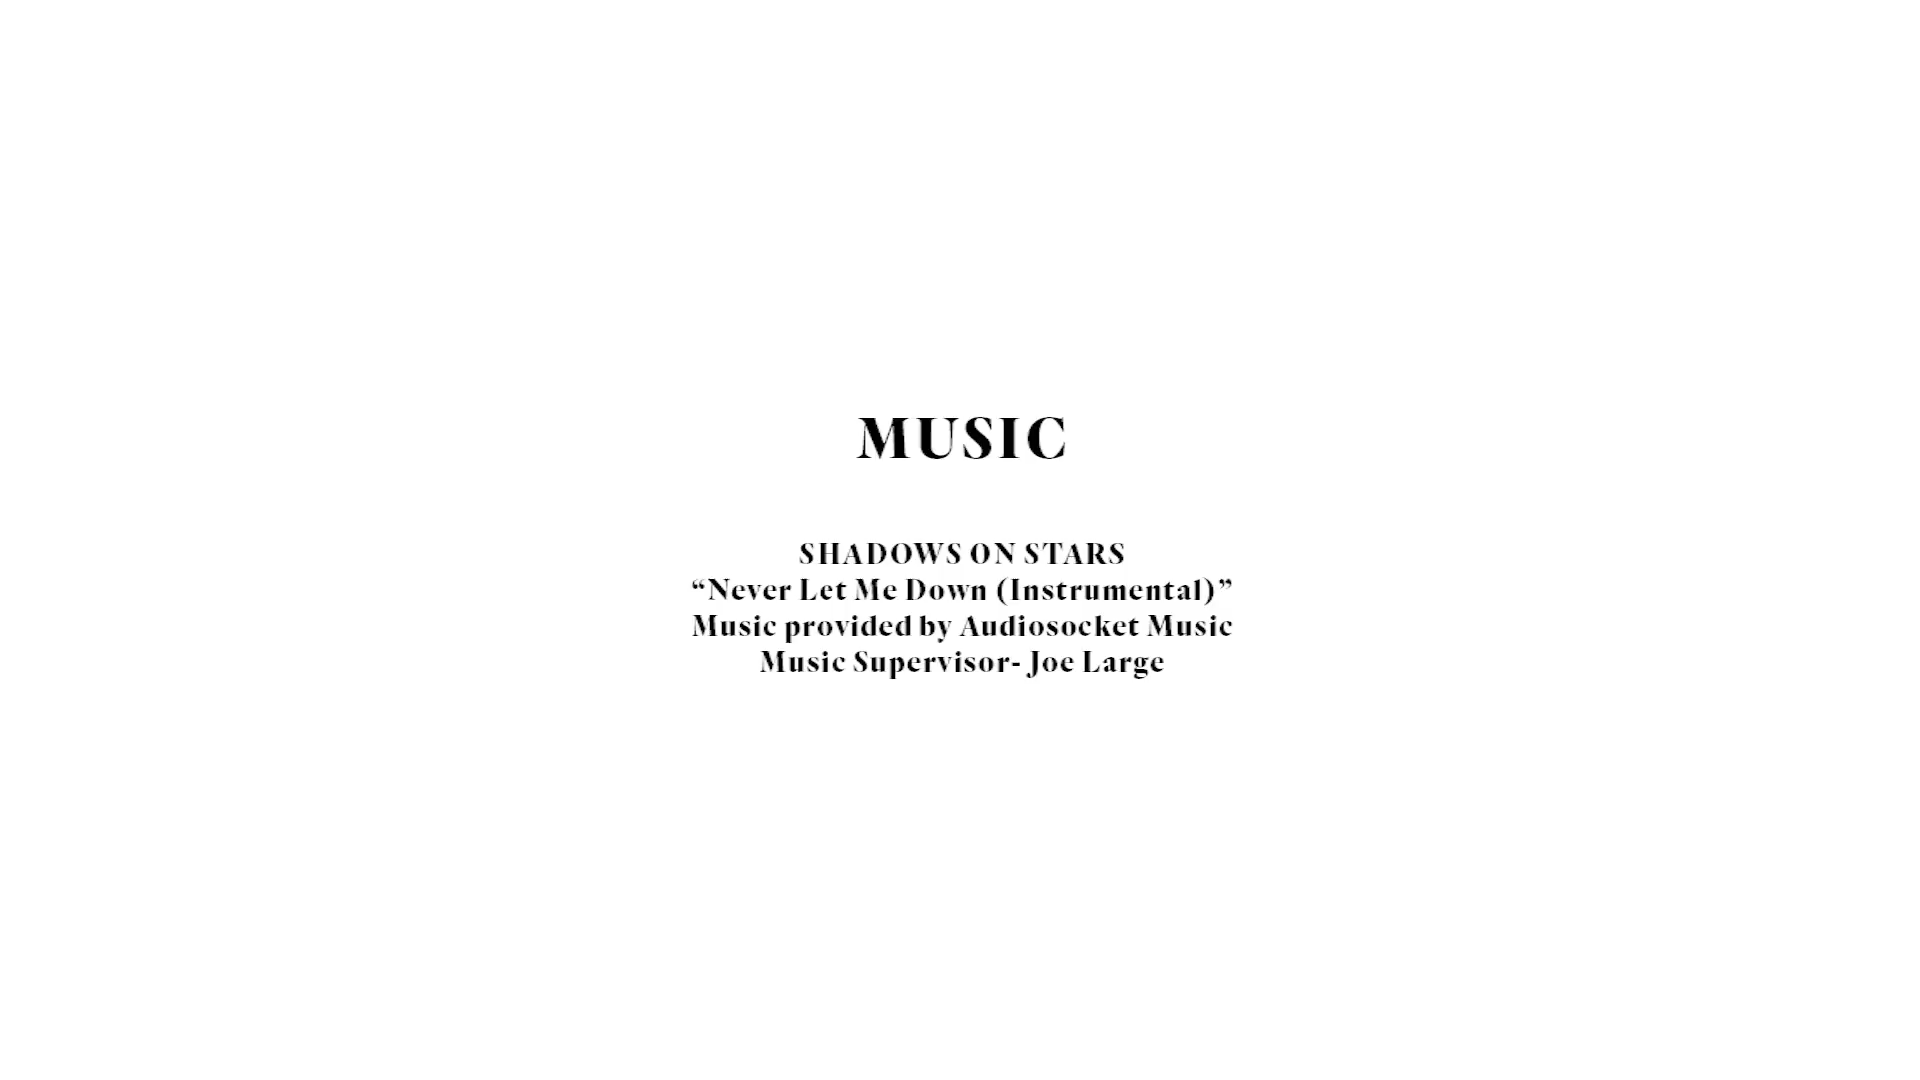 MUSIC
SHADOWS ON STARS
“Never Let Me Down (Instrumental)”
Music provided by Audiosocket Music
Music Supervisor- Joe Large